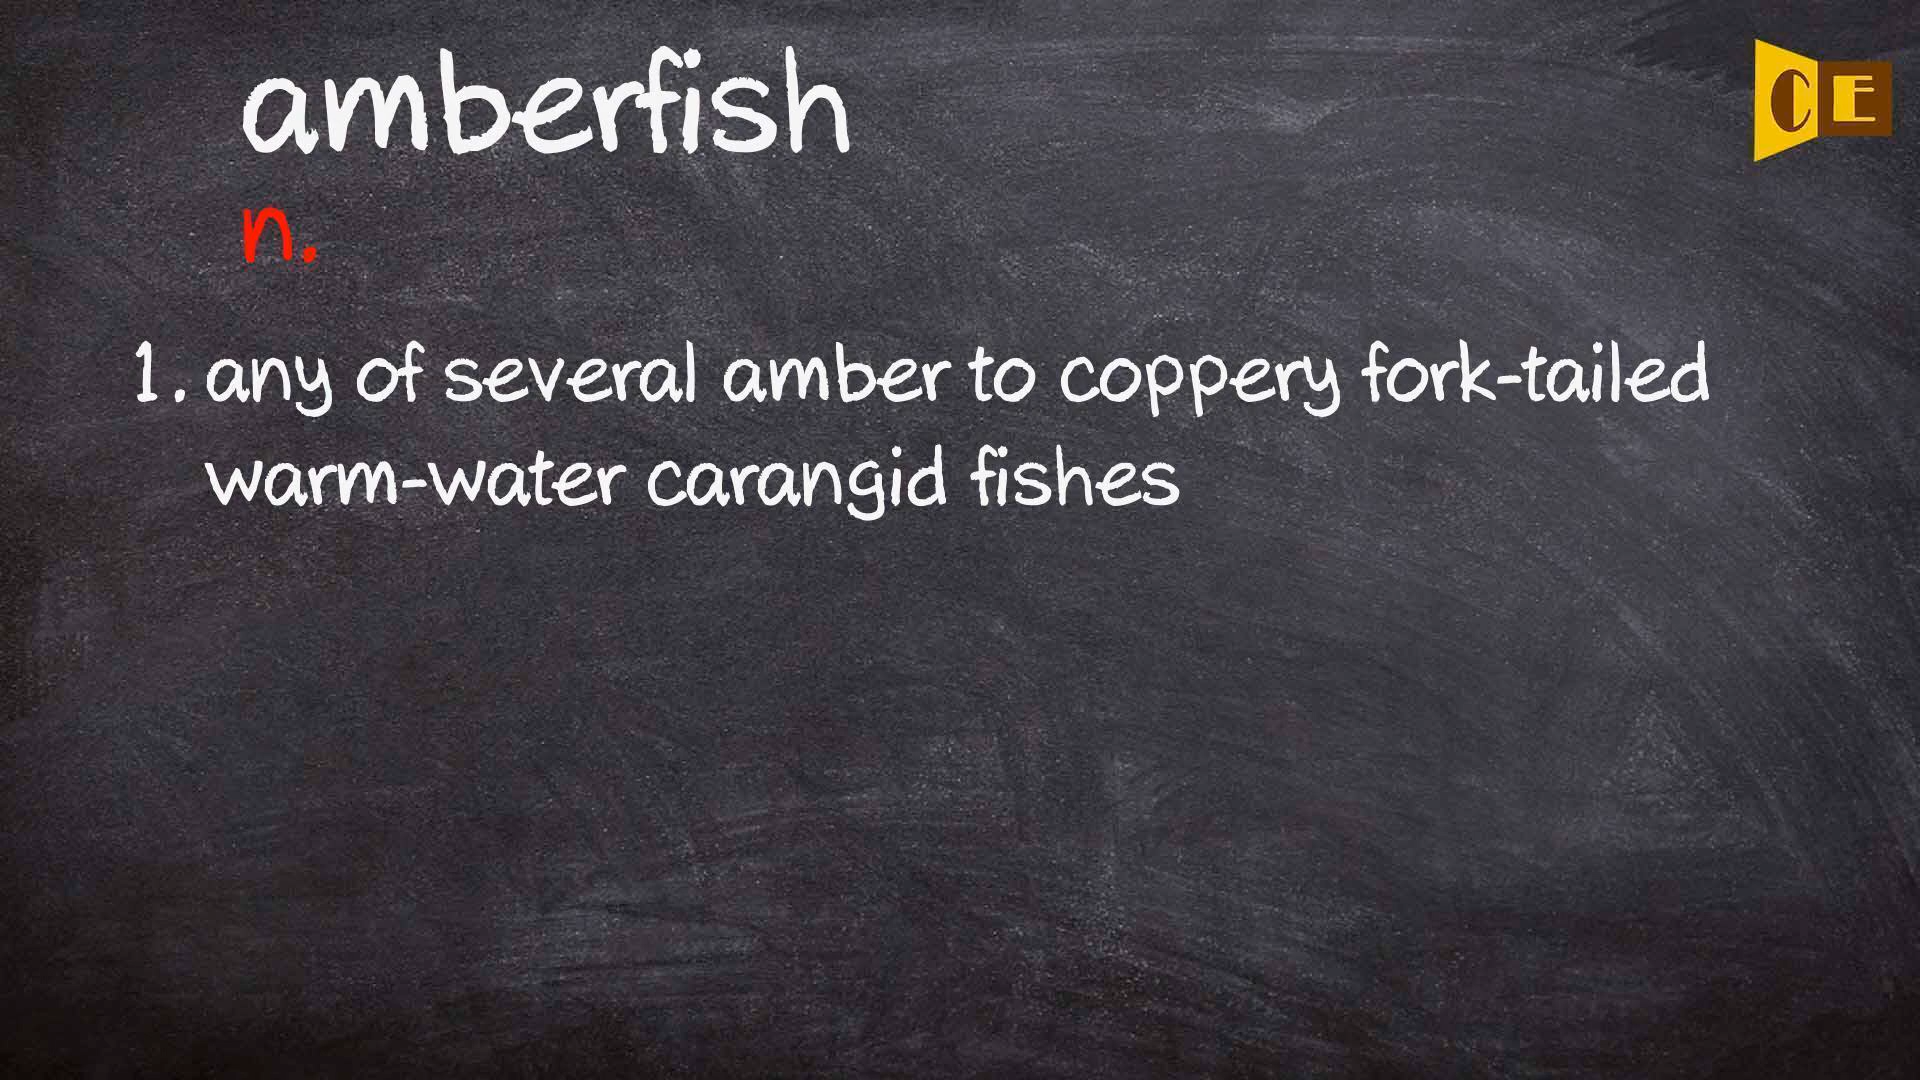 amberfish
CE
n.
1. any of several amber to coppery fork-tailed
warm-water carangid fishes